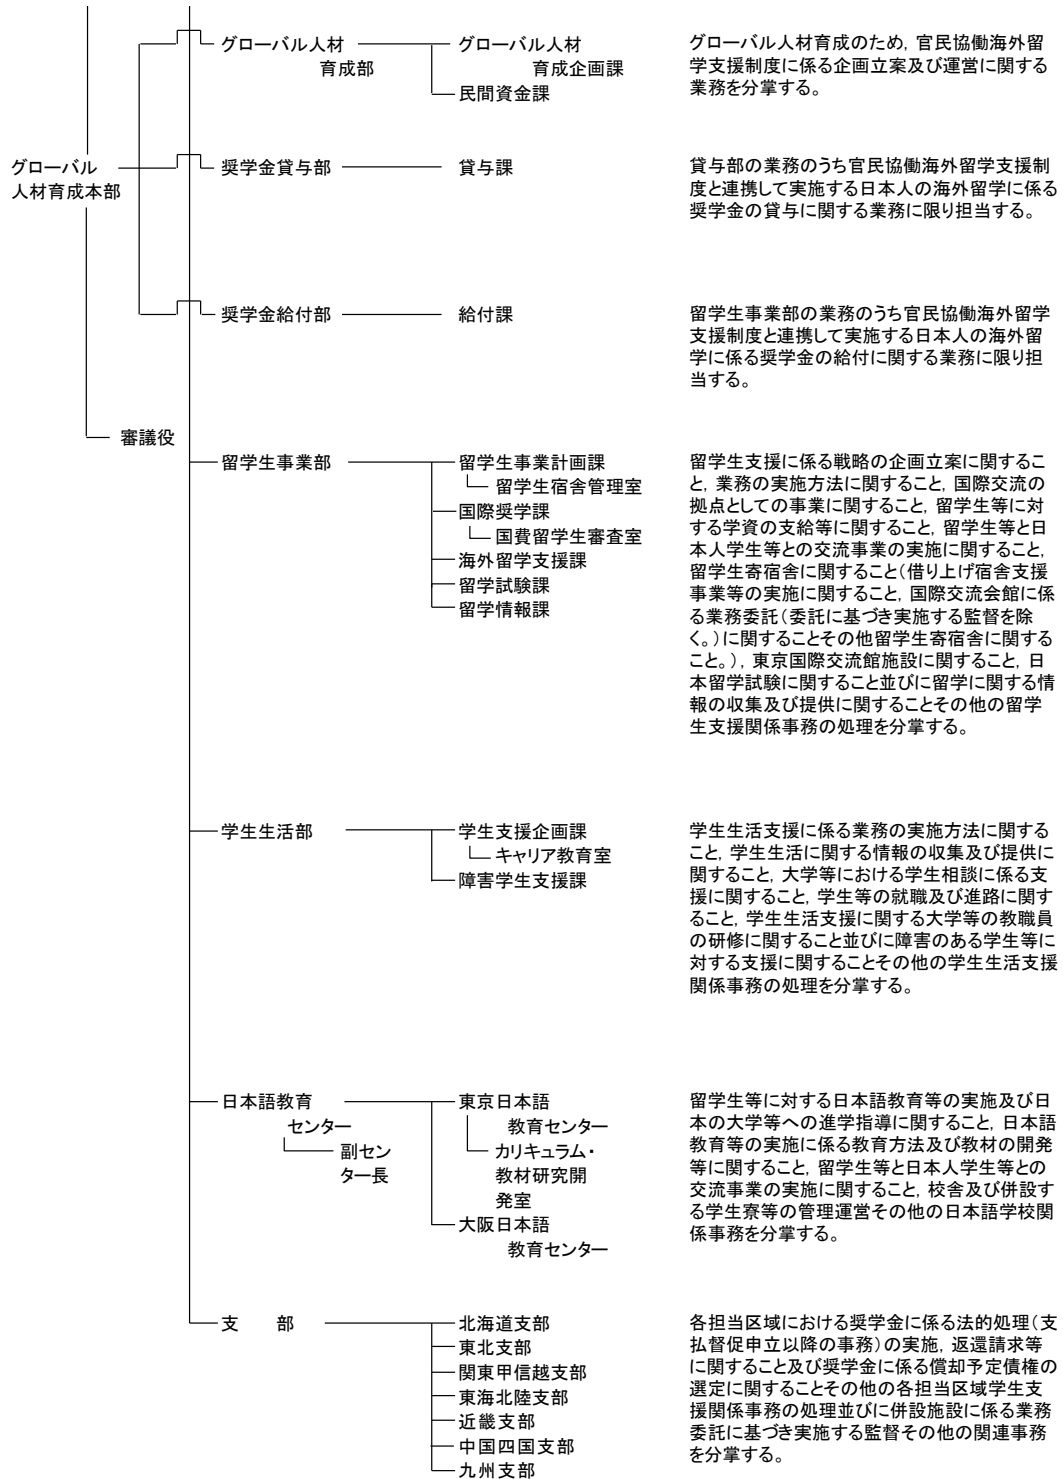 グローバル人材
育成部
グローバル人材
育成企画課
民間資金課
グローバル人材育成のため, 官民協働海外留
学支援制度に係る企画立案及び運営に関する
業務を分掌する。
グローバル
人材育成本部
奨学金貸与部
貸与課
貸与部の業務のうち官民協働海外留学支援制
度と連携して実施する日本人の海外留学に係る
奨学金の貸与に関する業務に限り担当する。
奨学金給付部
給付課
留学生事業部の業務のうち官民協働海外留学
支援制度と連携して実施する日本人の海外留
学に係る奨学金の給付に関する業務に限り担
当する。
審議役
留学生事業部
留学生事業計画課
留学生宿舎管理室
国際奨学課
国費留学生審査室
海外留学支援課
留学試験課
留学情報課
留学生支援に係る戦略の企画立案に関するこ
と, 業務の実施方法に関すること, 国際交流の
拠点としての事業に関すること, 留学生等に対
する学資の支給等に関すること, 留学生等と日
本人学生等との交流事業の実施に関すること,
留学生寄宿舎に関すること(借り上げ宿舎支援
事業等の実施に関すること, 国際交流会館に係
る業務委託(委託に基づき実施する監督を除
く。)に関することその他留学生寄宿舎に関する
こと。), 東京国際交流館施設に関すること, 日
本留学試験に関すること並びに留学に関する情
報の収集及び提供に関することその他の留学
生支援関係事務の処理を分掌する。
学生生活部
学生支援企画課
キャリア教育室
障害学生支援課
学生生活支援に係る業務の実施方法に関する
こと, 学生生活に関する情報の収集及び提供に
関すること, 大学等における学生相談に係る支
援に関すること, 学生等の就職及び進路に関す
ること, 学生生活支援に関する大学等の教職員
の研修に関すること並びに障害のある学生等に
対する支援に関することその他の学生生活支援
関係事務の処理を分掌する。
日本語教育
センター
副セン
ター長
東京日本語
教育センター
カリキュラム・
教材研究開
発室
大阪日本語
教育センター
留学生等に対する日本語教育等の実施及び日
本の大学等への進学指導に関すること, 日本語
教育等の実施に係る教育方法及び教材の開発
等に関すること, 留学生等と日本人学生等との
交流事業の実施に関すること, 校舎及び併設す
る学生寮等の管理運営その他の日本語学校関
係事務を分掌する。
支 部
北海道支部
東北支部
関東甲信越支部
東海北陸支部
近畿支部
中国四国支部
九州支部
各担当区域における奨学金に係る法的処理(支
払督促申立以降の事務)の実施, 返還請求等
に関すること及び奨学金に係る償却予定債権の
選定に関することその他の各担当区域学生支
援関係事務の処理並びに併設施設に係る業務
委託に基づき実施する監督その他の関連事務
を分掌する。